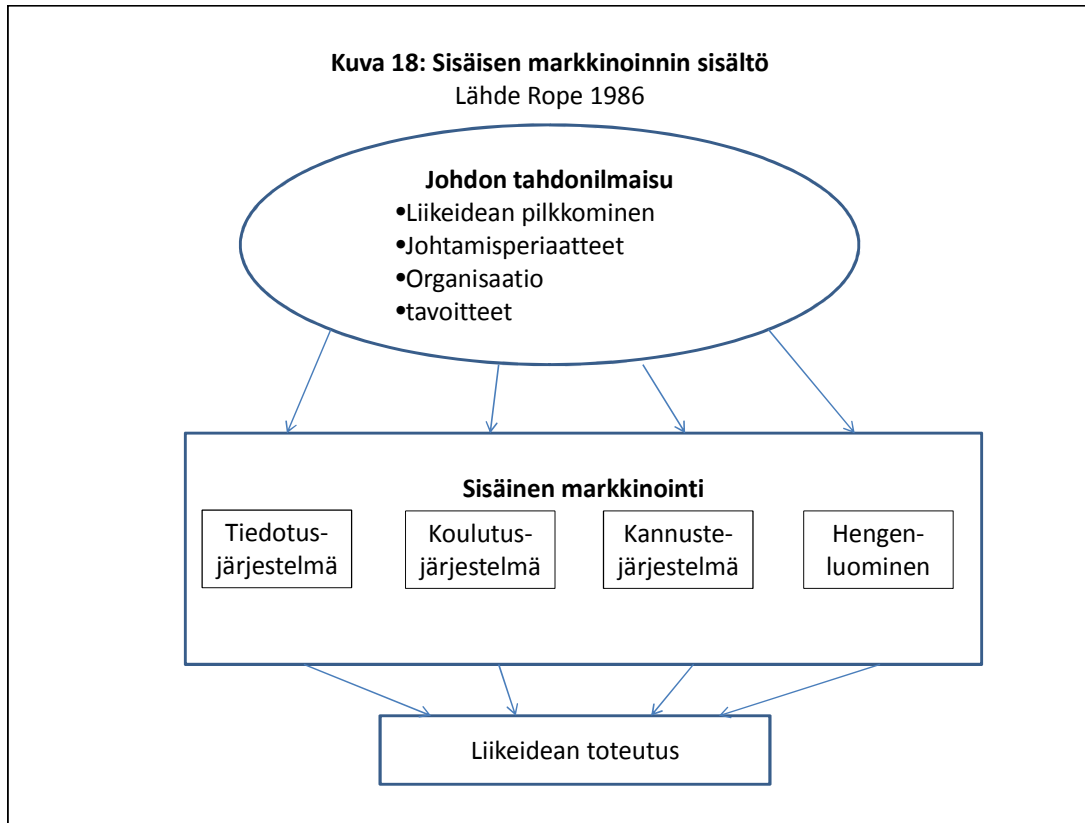 Kuva 18: Sisäisen markkinoinnin sisältö
Lähde Rope 1986
Johdon tahdonilmaisu
•Liikeidean pilkkominen
•Johtamisperiaatteet
•Organisaatio
•tavoitteet
Sisäinen markkinointi
Tiedotus-
järjestelmä
Koulutus-
järjestelmä
Kannuste-
järjestelmä
Hengen-
luominen
Liikeidean toteutus